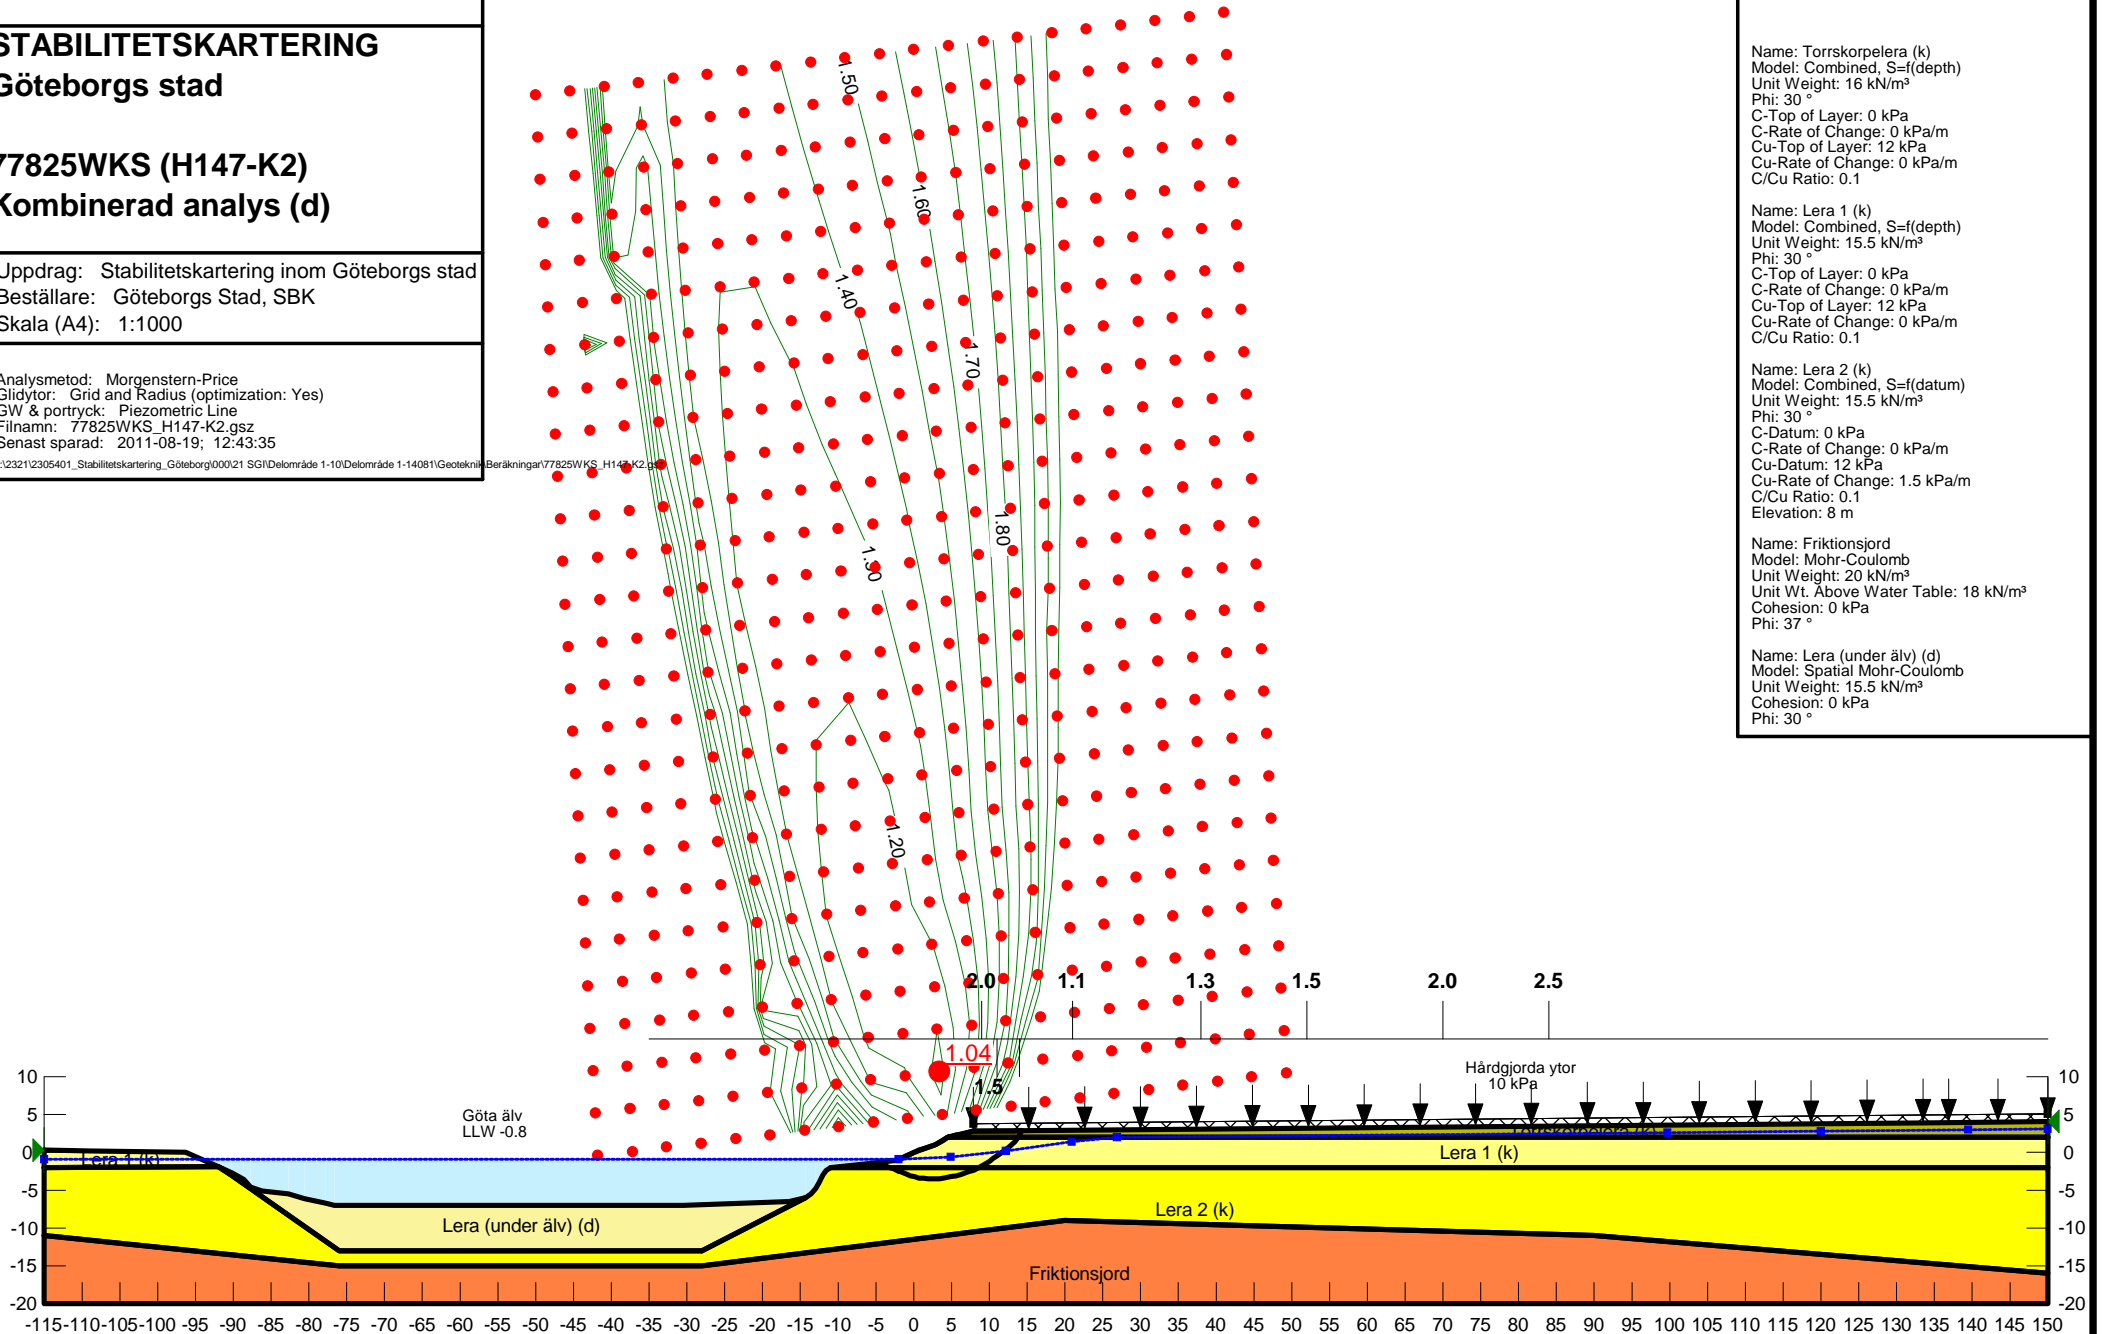 STABILITETSKARTERING
Göteborgs stad
77825WKS (H147-K2)
Kombinerad analys (d)
Uppdrag: Stabilitetskartering inom Göteborgs stad
Beställare: Göteborgs Stad, SBK
Skala (A4): 1:1000
Analysmetod: Morgenstern-Price
Glidytor: Grid and Radius (optimization: Yes)
GW & portryck: Piezometric Line
Filnamn: 77825WKS_H147-K2.gsz
Senast sparad: 2011-08-19; 12:43:35
:\2321\2305401_Stabilitetskartering_Göteborg\000\21 SGI\Delområde 1-10\Delområde 1-14081\Geoteknik\Beräkningar\77825WKS_H147-K2.gsz
Name: Torrskorpelera (k)
Model: Combined, S=f(depth)
Unit Weight: 16 kN/m³
Phi: 30 °
C-Top of Layer: 0 kPa
C-Rate of Change: 0 kPa/m
Cu-Top of Layer: 12 kPa
Cu-Rate of Change: 0 kPa/m
C/Cu Ratio: 0.1
Name: Lera 1 (k)
Model: Combined, S=f(depth)
Unit Weight: 15.5 kN/m³
Phi: 30 °
C-Top of Layer: 0 kPa
C-Rate of Change: 0 kPa/m
Cu-Top of Layer: 12 kPa
Cu-Rate of Change: 0 kPa/m
C/Cu Ratio: 0.1
Name: Lera 2 (k)
Model: Combined, S=f(datum)
Unit Weight: 15.5 kN/m³
Phi: 30 °
C-Datum: 0 kPa
C-Rate of Change: 0 kPa/m
Cu-Datum: 12 kPa
Cu-Rate of Change: 1.5 kPa/m
C/Cu Ratio: 0.1
Elevation: 8 m
Name: Friktionsjord
Model: Mohr-Coulomb
Unit Weight: 20 kN/m³
Unit Wt. Above Water Table: 18 kN/m³
Cohesion: 0 kPa
Phi: 37 °
Name: Lera (under älv) (d)
Model: Spatial Mohr-Coulomb
Unit Weight: 15.5 kN/m³
Cohesion: 0 kPa
Phi: 30 °
1.50
1.60
1.40
1.70
1.80
1.30
1.20
2.0 1.1 1.3 1.5 2.0 2.5
1.04
1.5
Hårdgjorda ytor
10 kPa
Göta älv
LLW -0.8
10
5
0
-5
-10
-15
-20
Lera 1 (k)
Lera (under älv) (d)
Lera 1 (k)
Lera 2 (k)
Friktionsjord
10
5
0
-5
-10
-15
-20
-115 -110 -105 -100 -95 -90 -85 -80 -75 -70 -65 -60 -55 -50 -45 -40 -35 -30 -25 -20 -15 -10 -5 0 5 10 15 20 25 30 35 40 45 50 55 60 65 70 75 80 85 90 95 100 105 110 115 120 125 130 135 140 145 150